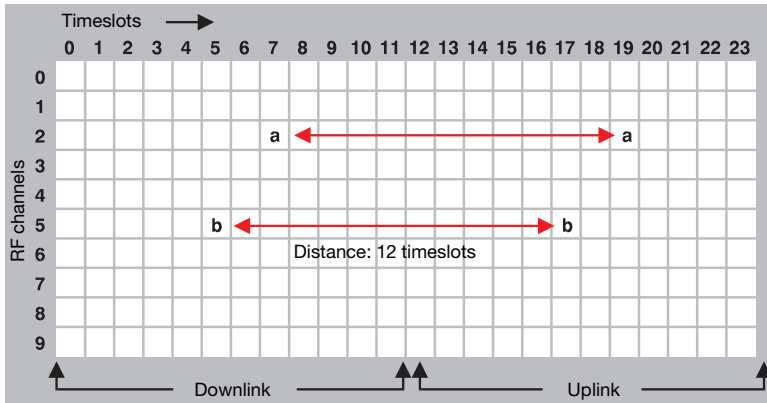 Timeslots
0 1 2 3 4 5 6 7 8 9 10 11 12 13 14 15 16 17 18 19 20 21 22 23
RF channels
0
1
2 a a
3
4
5 b b
Distance: 12 timeslots
6
7
8
9
Downlink Uplink